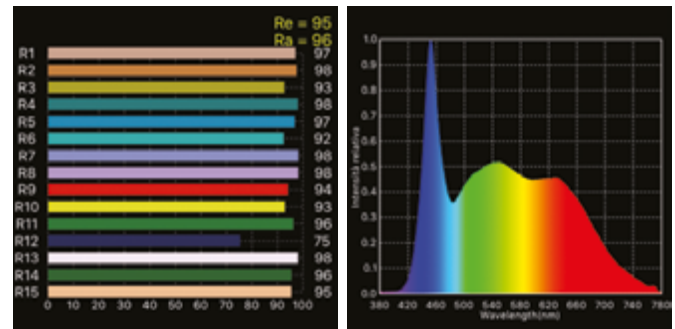 Re = 95
Ra = 96
R1 97
R2 98
R3 93
R4 98
R5 97
R6 92
R7 98
R8 98
R9 94
R10 93
R11 96
R12 75
R13 98
R14 96
R15 95
0 10 20 30 40 50 60 70 80 90 100
Intensità relativa
1.0
0.9
0.8
0.7
0.6
0.5
0.4
0.3
0.2
0.1
0.0
380 420 460 500 540 580 620 660 700 740 7800
Wavelength(nm)